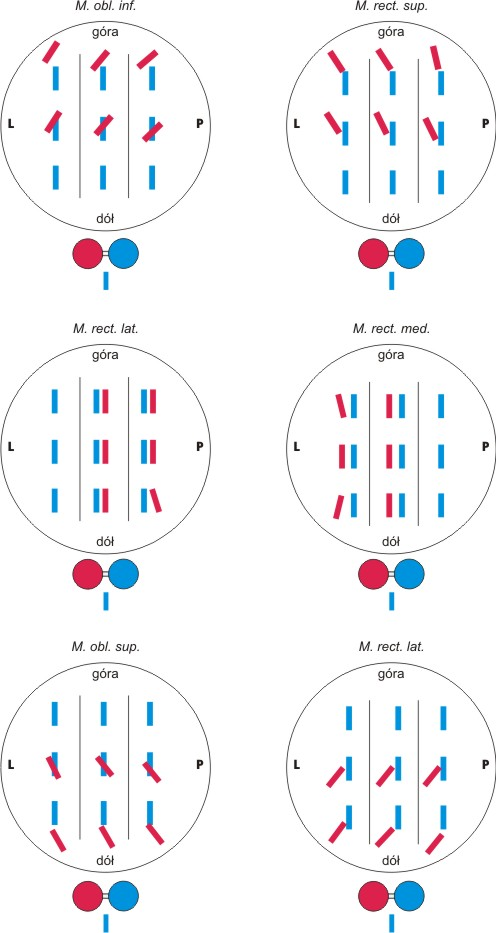 M. obl. inf.
góra
L
P
dół
M. rect. sup.
góra
L
P
dół
M. rect. lat.
góra
L
P
dół
M. rect. med.
góra
L
P
dół
M. obl. sup.
góra
L
P
dół
M. rect. lat.
góra
L
P
dół